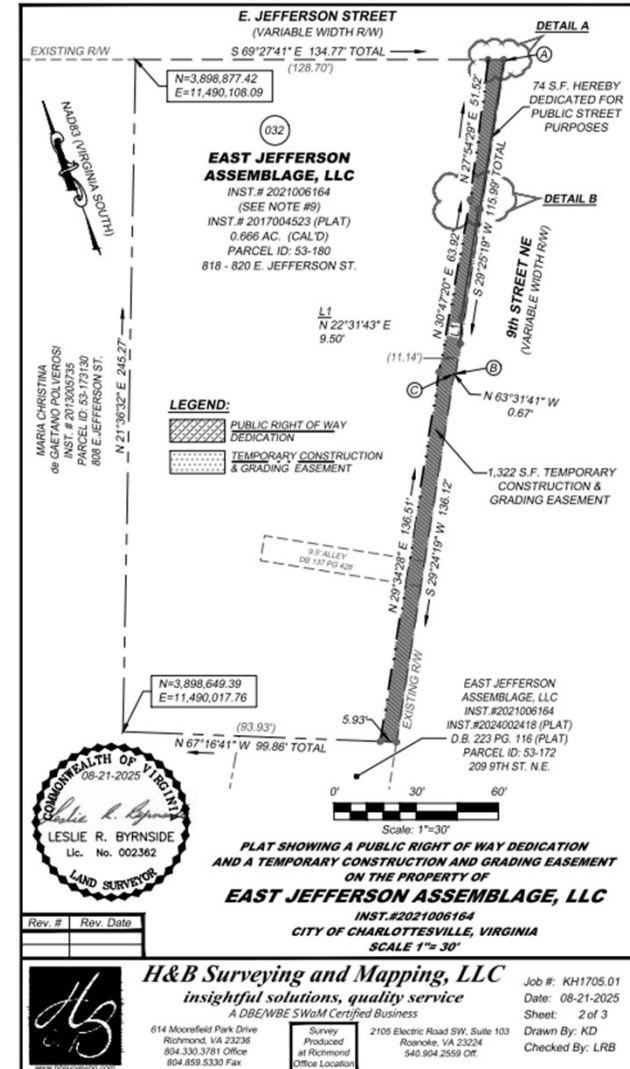 E. JEFFERSON STREET
(VARIABLE WIDTH R/W)
DETAIL A
EXISTING R/W
S 69°27'41" E 134.77' TOTAL
(128.70')
A
N=3,898,877.42
E=11,490,108.09
74 S.F. HEREBY
DEDICATED FOR
PUBLIC STREET
PURPOSES
NAD83 (VIRGINIA SOUTH)
032
EAST JEFFERSON
ASSEMBLAGE, LLC
INST.# 2021006164
(SEE NOTE #9)
INST.# 2017004523 (PLAT)
0.666 AC. (CAL'D)
PARCEL ID: 53-180
818 - 820 E. JEFFERSON ST.
N 27°54'29" E 51.52'
S 29°25'19" W 115.99' TOTAL
DETAIL B
N 30°47'20" E 63.92'
9th STREET NE
(VARIABLE WIDTH R/W)
L1
N 22°31'43" E
9.50'
L1
(11.14')
B
C
N 63°31'41" W
0.67'
MARIA CHRISTINA
de GAETANO POLVEROSI
INST. # 2013005735
PARCEL ID: 53-173130
808 E.JEFFERSON ST.
N 21°36'32" E 245.27'
LEGEND:
PUBLIC RIGHT OF WAY
DEDICATION
TEMPORARY CONSTRUCTION
& GRADING EASEMENT
1,322 S.F. TEMPORARY
CONSTRUCTION &
GRADING EASEMENT
N 29°34'28" E 136.51'
S 29°24'19" W 136.12'
9.5' ALLEY
DB 137 PG 428
N=3,898,649.39
E=11,490,017.76
EXISTING R/W
5.93'
(93.93')
N 67°16'41" W 99.86' TOTAL
EAST JEFFERSON
ASSEMBLAGE, LLC
INST.#2021006164
INST.#2024002418 (PLAT)
D.B. 223 PG. 116 (PLAT)
PARCEL ID: 53-172
209 9TH ST. N.E.
COMMONWEALTH OF VIRGINIA
08-21-2025
Leslie R. Byrnside
LESLIE R. BYRNSIDE
Lic. No. 002362
LAND SURVEYOR
0' 30' 60'
Scale: 1"=30'
PLAT SHOWING A PUBLIC RIGHT OF WAY DEDICATION
AND A TEMPORARY CONSTRUCTION AND GRADING EASEMENT
ON THE PROPERTY OF
EAST JEFFERSON ASSEMBLAGE, LLC
INST.#2021006164
CITY OF CHARLOTTESVILLE, VIRGINIA
SCALE 1"= 30'
Rev. # Rev. Date
H&B Surveying and Mapping, LLC
insightful solutions, quality service
A DBE/WBE SWaM Certified Business
614 Moorefield Park Drive
Richmond, VA 23236
804.330.3781 Office
804.859.5330 Fax
Survey
Produced
at Richmond
Office Location
2105 Electric Road SW, Suite 103
Roanoke, VA 23224
540.904.2559 Off.
Job #: KH1705.01
Date: 08-21-2025
Sheet: 2 of 3
Drawn By: KD
Checked By: LRB
www.hbsurveying.com